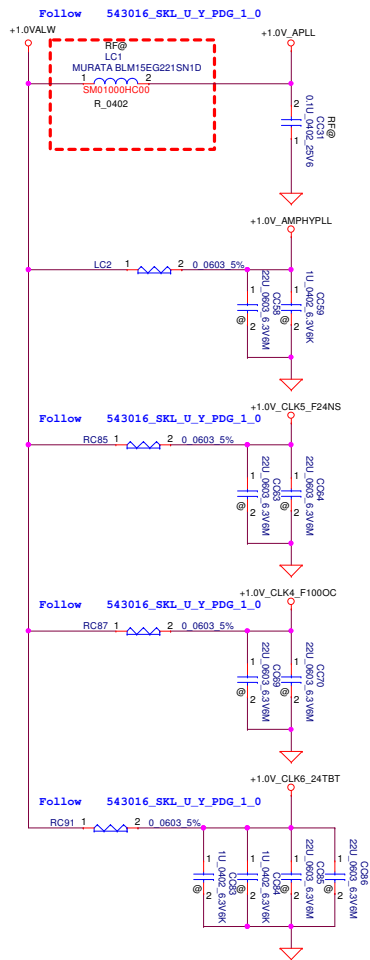 Follow 543016_SKL_U_Y_PDG_1_0
+1.0VALW
+1.0V_APLL
RF@
LC1
MURATA BLM15EG221SN1D
1 2
SM01000HC00
R_0402
2
1
0.1U_0402_25V6
CC31
RF@
+1.0V_AMPHYPLL
LC2 1 2 0_0603_5%
1
2
@
22U_0603_6.3V6M
CC58
1
2
1U_0402_6.3V6K
CC59
@
Follow 543016_SKL_U_Y_PDG_1_0
+1.0V_CLK5_F24NS
RC85 1 2 0_0603_5%
1
2
@
22U_0603_6.3V6M
CC63
1
2
@
22U_0603_6.3V6M
CC64
Follow 543016_SKL_U_Y_PDG_1_0
+1.0V_CLK4_F100OC
RC87 1 2 0_0603_5%
1
2
@
22U_0603_6.3V6M
CC69
1
2
@
22U_0603_6.3V6M
CC70
+1.0V_CLK6_24TBT
Follow 543016_SKL_U_Y_PDG_1_0
RC91 1 2 0_0603_5%
1
2
@
1U_0402_6.3V6K
CC83
1
2
1U_0402_6.3V6K
CC84
1
2
@
22U_0603_6.3V6M
CC85
1
2
@
22U_0603_6.3V6M
CC86